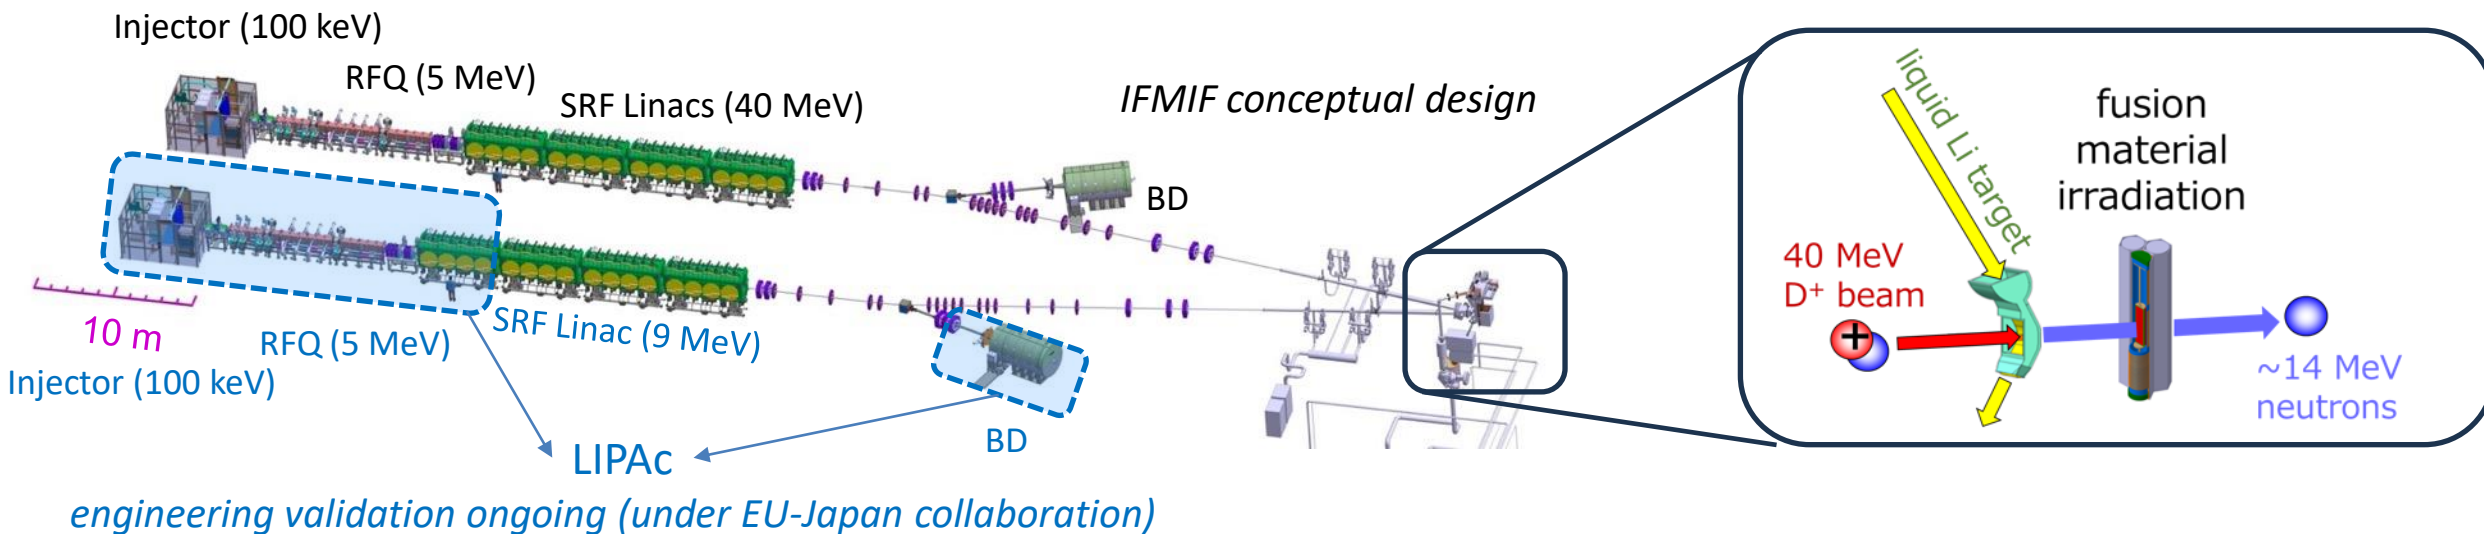 Injector (100 keV)
RFQ (5 MeV)
SRF Linacs (40 MeV)
IFMIF conceptual design
BD
10 m
Injector (100 keV)
RFQ (5 MeV)
SRF Linac (9 MeV)
BD
LIPAc
engineering validation ongoing (under EU-Japan collaboration)
liquid Li target
fusion
material
irradiation
40 MeV
D⁺ beam
+
~14 MeV
neutrons